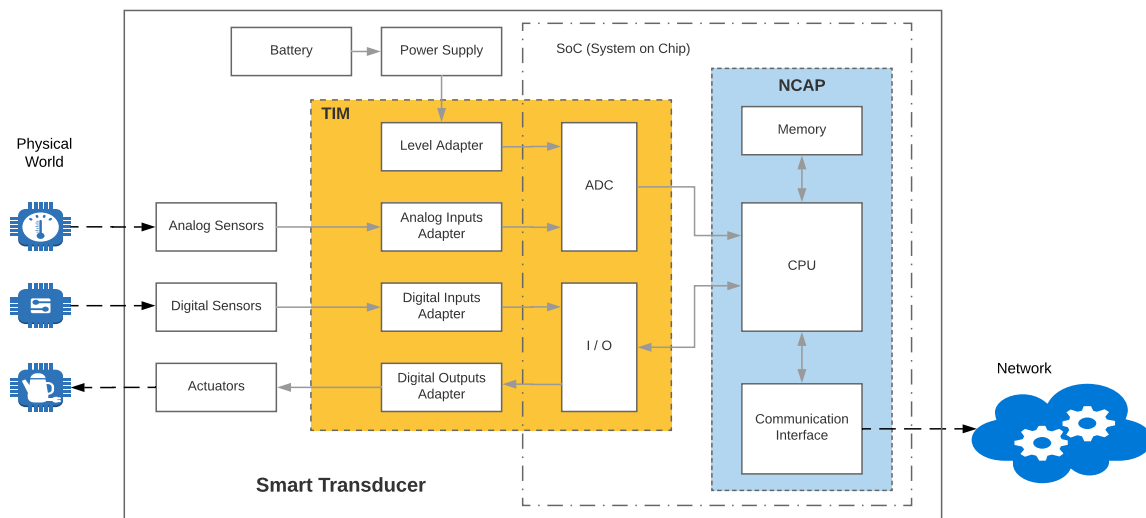 Battery
Power Supply
SoC (System on Chip)
NCAP
TIM
Memory
Physical
World
Level Adapter
ADC
Analog Sensors
Analog Inputs
Adapter
CPU
Digital Sensors
Digital Inputs
Adapter
I / O
Actuators
Digital Outputs
Adapter
Network
Communication
Interface
Smart Transducer